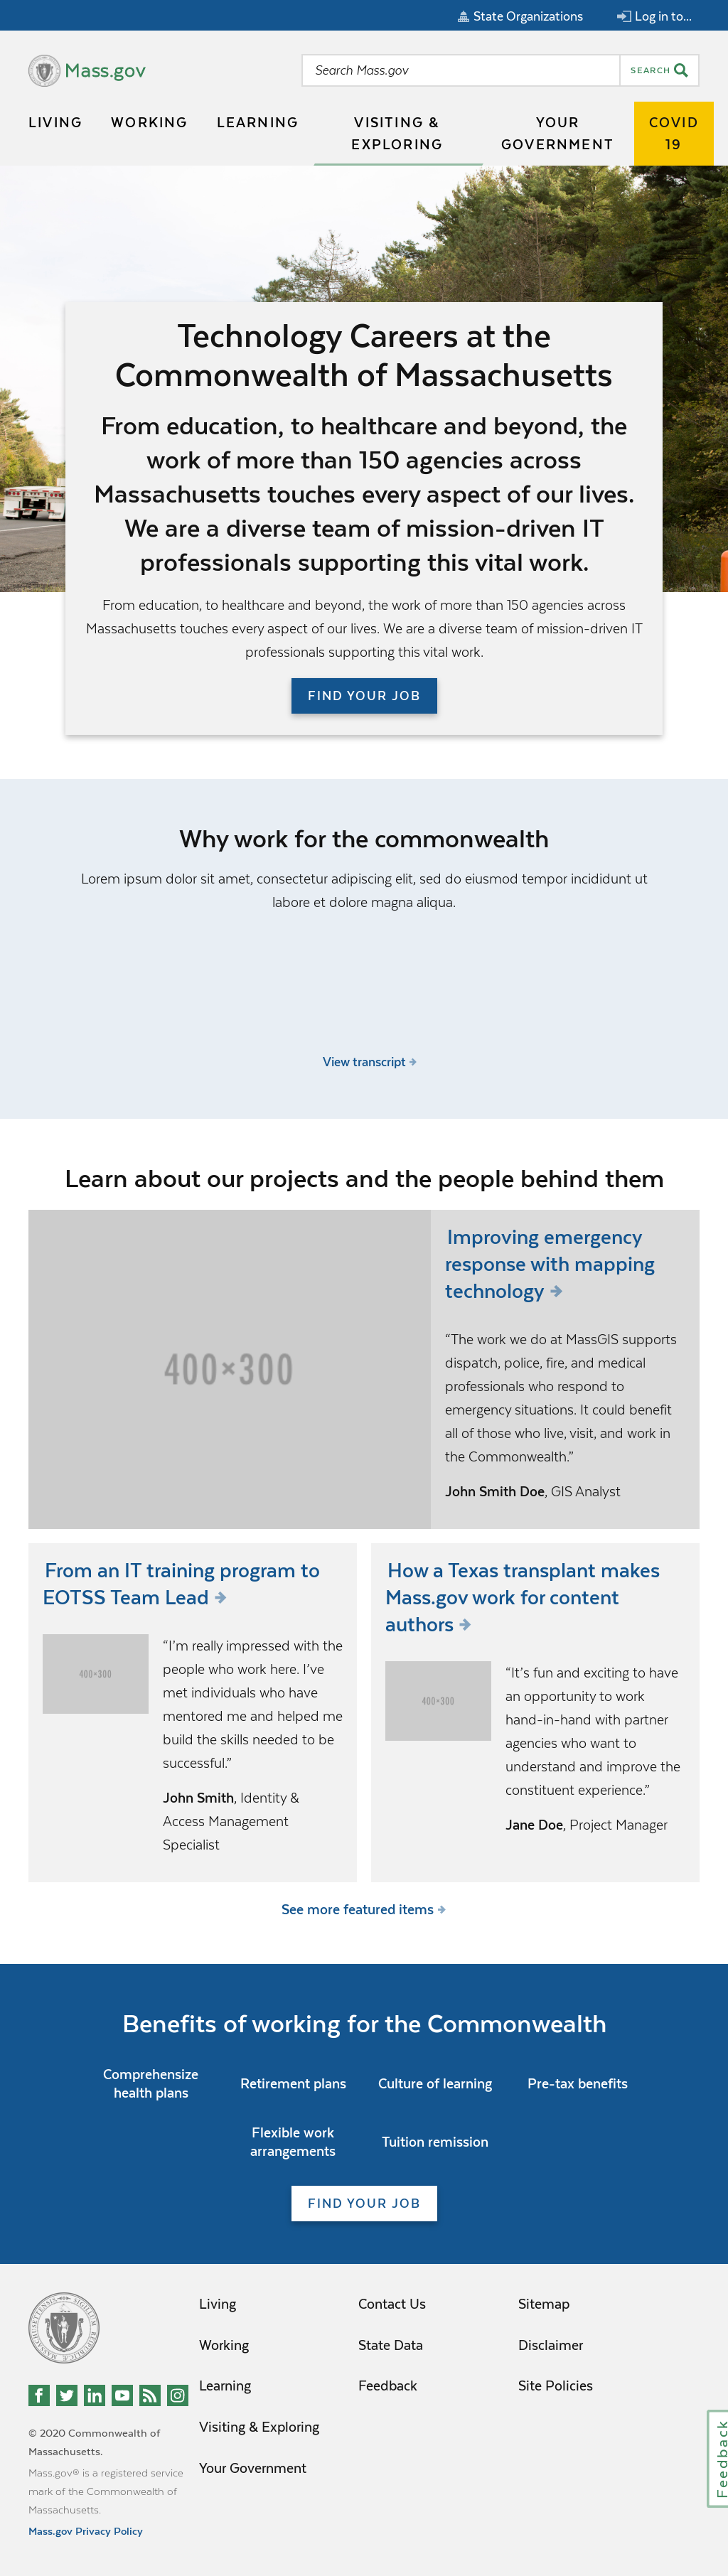 State Organizations
Log in to...
Mass.gov
Search Mass.gov
SEARCH
LIVING
WORKING
LEARNING
VISITING &
EXPLORING
YOUR
GOVERNMENT
COVID
19
Technology Careers at the
Commonwealth of Massachusetts
From education, to healthcare and beyond, the
work of more than 150 agencies across
Massachusetts touches every aspect of our lives.
We are a diverse team of mission-driven IT
professionals supporting this vital work.
From education, to healthcare and beyond, the work of more than 150 agencies across
Massachusetts touches every aspect of our lives. We are a diverse team of mission-driven IT
professionals supporting this vital work.
FIND YOUR JOB
Why work for the commonwealth
Lorem ipsum dolor sit amet, consectetur adipiscing elit, sed do eiusmod tempor incididunt ut
labore et dolore magna aliqua.
View transcript
Learn about our projects and the people behind them
400×300
Improving emergency
response with mapping
technology
“The work we do at MassGIS supports
dispatch, police, fire, and medical
professionals who respond to
emergency situations. It could benefit
all of those who live, visit, and work in
the Commonwealth.”
John Smith Doe, GIS Analyst
From an IT training program to
EOTSS Team Lead
400×300
“I’m really impressed with the
people who work here. I’ve
met individuals who have
mentored me and helped me
build the skills needed to be
successful.”
John Smith, Identity &
Access Management
Specialist
How a Texas transplant makes
Mass.gov work for content
authors
400×300
“It’s fun and exciting to have
an opportunity to work
hand-in-hand with partner
agencies who want to
understand and improve the
constituent experience.”
Jane Doe, Project Manager
See more featured items
Benefits of working for the Commonwealth
Comprehensize
health plans
Retirement plans
Culture of learning
Pre-tax benefits
Flexible work
arrangements
Tuition remission
FIND YOUR JOB
Living
Working
Learning
Visiting & Exploring
Your Government
Contact Us
State Data
Feedback
Sitemap
Disclaimer
Site Policies
© 2020 Commonwealth of
Massachusetts.
Mass.gov® is a registered service
mark of the Commonwealth of
Massachusetts.
Mass.gov Privacy Policy
Feedback